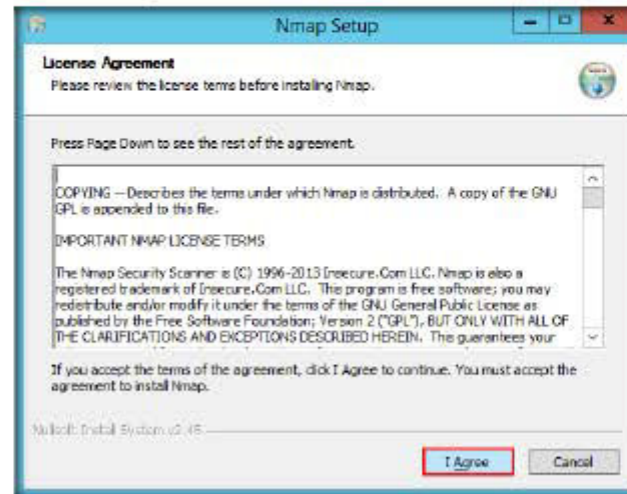 Nmap Setup
License Agreement
Please review the license terms before installing Nmap.
Press Page Down to see the rest of the agreement.
COPYING -- Describes the terms under which Nmap is distributed. A copy of the GNU
GPL is appended to this file.
IMPORTANT NMAP LICENSE TERMS
The Nmap Security Scanner is (C) 1996-2013 Insecure.Com LLC. Nmap is also a
registered trademark of Insecure.Com LLC. This program is free software; you may
redistribute and/or modify it under the terms of the GNU General Public License as
published by the Free Software Foundation; Version 2 ("GPL"), BUT ONLY WITH ALL OF
THE CLARIFICATIONS AND EXCEPTIONS DESCRIBED HEREIN. This guarantees your
If you accept the terms of the agreement, click I Agree to continue. You must accept the
agreement to install Nmap.
Nullsoft Install System v2.46
I Agree
Cancel